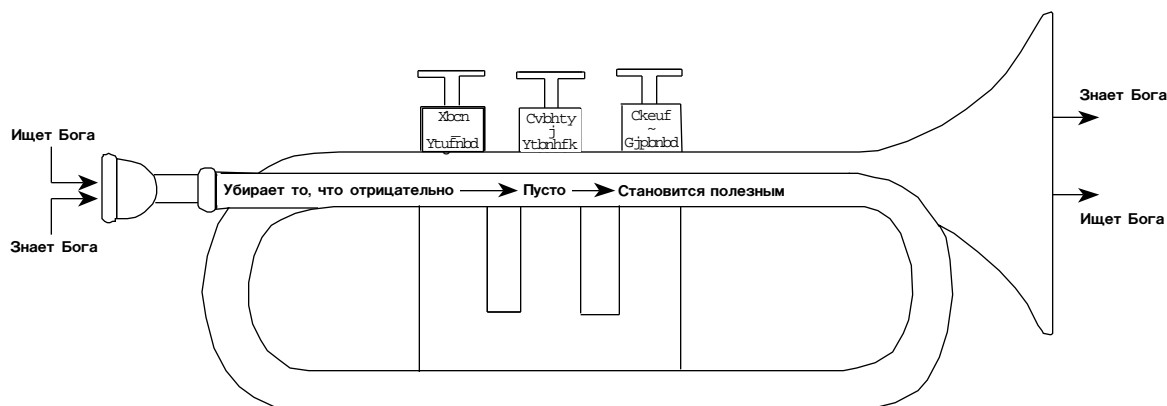 Ищет Бога
Знает Бога
Xbcn
=
Ytufnbd
Cvbhty
j
Ytbnhfk
Ckeuf
~
Gjpbnbd
Убирает то, что отрицательно
Пусто
Становится полезным
Знает Бога
Ищет Бога